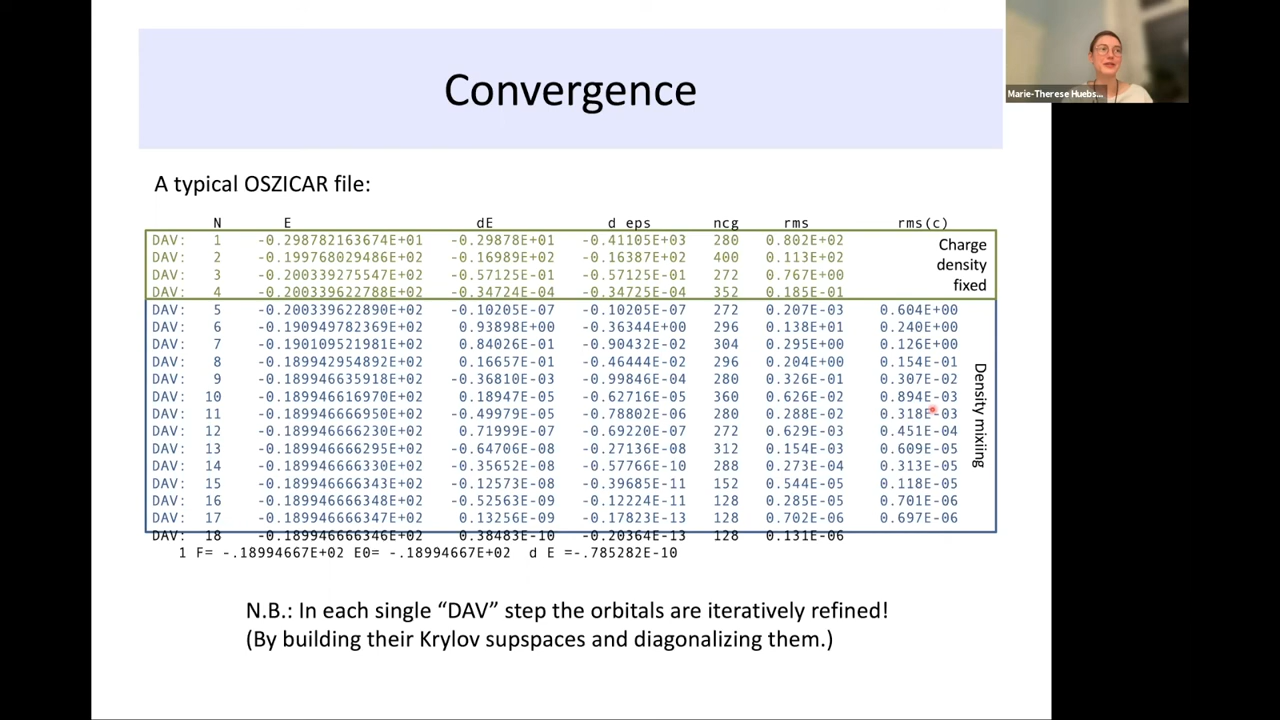 Convergence
Marie-Therese Huebs...
A typical OSZICAR file:
N E dE d eps ncg rms rms(c)
DAV: 1 -0.298782163674E+01 -0.29878E+01 -0.41105E+03 280 0.802E+02
DAV: 2 -0.199768029486E+02 -0.16989E+02 -0.16387E+02 400 0.113E+02
DAV: 3 -0.200339275547E+02 -0.57125E-01 -0.57125E-01 272 0.767E+00
DAV: 4 -0.200339622788E+02 -0.34724E-04 -0.34725E-04 352 0.185E-01
Charge
density
fixed
DAV: 5 -0.200339622890E+02 -0.10205E-07 -0.10205E-07 272 0.207E-03 0.604E+00
DAV: 6 -0.190949782369E+02 0.93898E+00 -0.36344E+00 296 0.138E+01 0.240E+00
DAV: 7 -0.190109521981E+02 0.84026E-01 -0.90432E-02 304 0.295E+00 0.126E+00
DAV: 8 -0.189942954892E+02 0.16657E-01 -0.46444E-02 296 0.204E+00 0.154E-01
DAV: 9 -0.189946635918E+02 -0.36810E-03 -0.99846E-04 280 0.326E-01 0.307E-02
DAV: 10 -0.189946616970E+02 0.18947E-05 -0.62716E-05 360 0.626E-02 0.894E-03
DAV: 11 -0.189946666950E+02 -0.49979E-05 -0.78802E-06 280 0.288E-02 0.318E-03
DAV: 12 -0.189946666230E+02 0.71999E-07 -0.69220E-07 272 0.629E-03 0.451E-04
DAV: 13 -0.189946666295E+02 -0.64706E-08 -0.27136E-08 312 0.154E-03 0.609E-05
DAV: 14 -0.189946666330E+02 -0.35652E-08 -0.57766E-10 288 0.273E-04 0.313E-05
DAV: 15 -0.189946666343E+02 -0.12573E-08 -0.39685E-11 152 0.544E-05 0.118E-05
DAV: 16 -0.189946666348E+02 -0.52563E-09 -0.12224E-11 128 0.285E-05 0.701E-06
DAV: 17 -0.189946666347E+02 0.13256E-09 -0.17823E-13 128 0.702E-06 0.697E-06
Density mixiing
DAV: 18 -0.189946666346E+02 0.38483E-10 -0.20364E-13 128 0.131E-06
1 F= -.18994667E+02 E0= -.18994667E+02 d E =-.785282E-10
N.B.: In each single “DAV” step the orbitals are iteratively refined!
(By building their Krylov supspaces and diagonalizing them.)